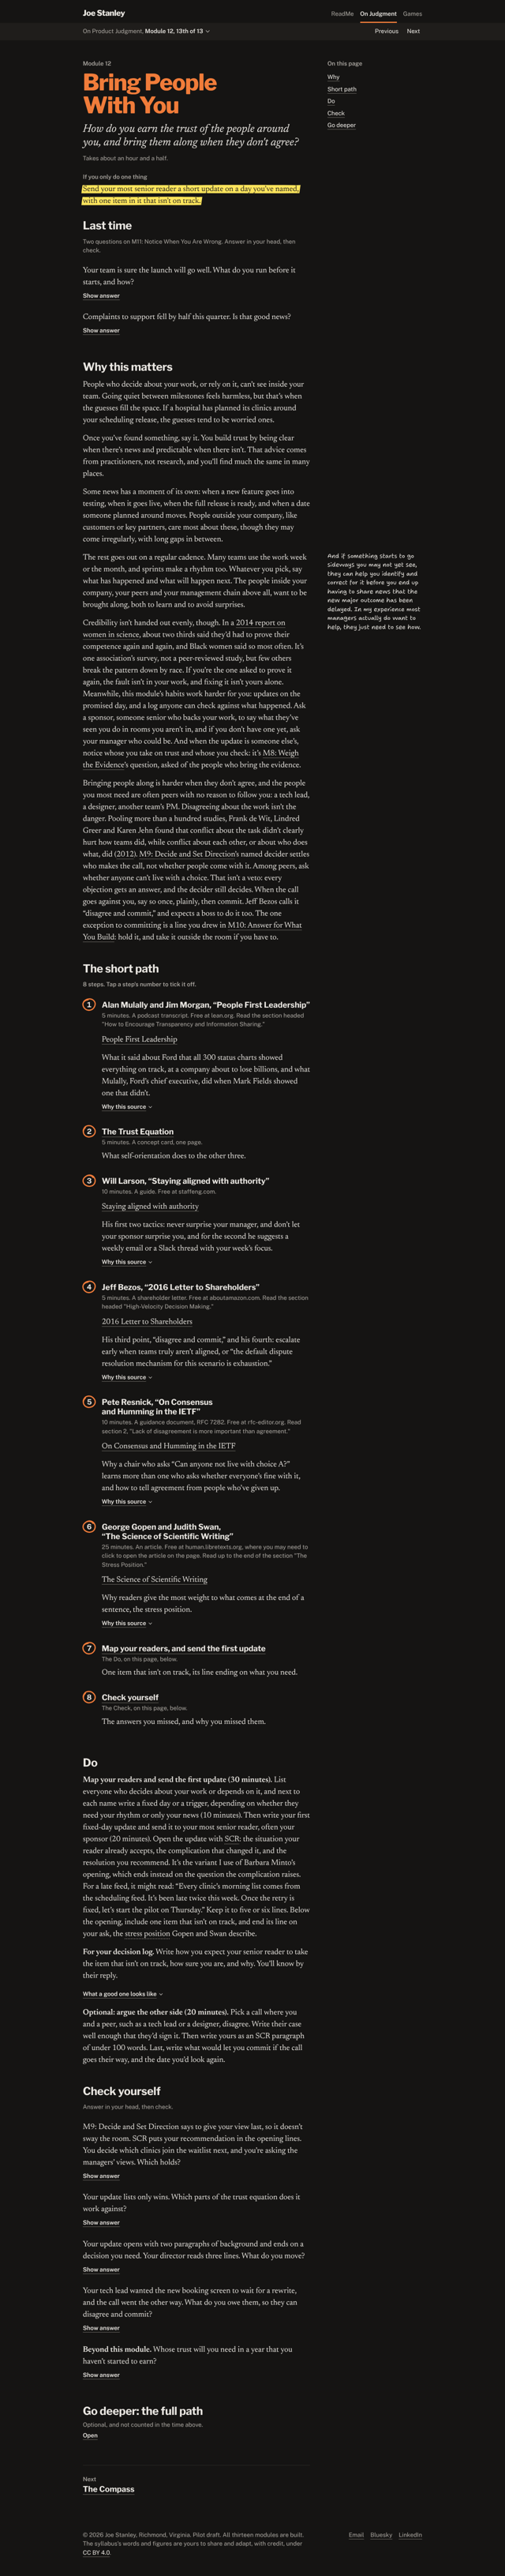 Joe Stanley
ReadMe On Judgment Games
On Product Judgment, Module 12, 13th of 13
Previous Next
Module 12
Bring People
With You
How do you earn the trust of the people around
you, and bring them along when they don't agree?
Takes about an hour and a half.
On this page
Why
Short path
Do
Check
Go deeper
If you only do one thing
Send your most senior reader a short update on a day you've named,
with one item in it that isn't on track.
Last time
Two questions on M11: Notice When You Are Wrong. Answer in your head, then
check.
Your team is sure the launch will go well. What do you run before it
starts, and how?
Show answer
Complaints to support fell by half this quarter. Is that good news?
Show answer
Why this matters
People who decide about your work, or rely on it, can't see inside your
team. Going quiet between milestones feels harmless, but that's when
the guesses fill the space. If a hospital has planned its clinics around
your scheduling release, the guesses tend to be worried ones.
Once you've found something, say it. You build trust by being clear
when there's news and predictable when there isn't. That advice comes
from practitioners, not research, and you'll find much the same in many
places.
Some news has a moment of its own: when a new feature goes into
testing, when it goes live, when the full release is ready, and when a date
someone planned around moves. People outside your company, like
customers or key partners, care most about these, though they may
come irregularly, with long gaps in between.
The rest goes out on a regular cadence. Many teams use the work week
or the month, and sprints make a rhythm too. Whatever you pick, say
what has happened and what will happen next. The people inside your
company, your peers and your management chain above all, want to be
brought along, both to learn and to avoid surprises.
And if something starts to go
sideways you may not yet see,
they can help you identify and
correct for it before you end up
having to share news that the
new major outcome has been
delayed. In my experience most
managers actually do want to
help, they just need to see how.
Credibility isn't handed out evenly, though. In a 2014 report on
women in science, about two thirds said they'd had to prove their
competence again and again, and Black women said so most often. It's
one association's survey, not a peer-reviewed study, but few others
break the pattern down by race. If you're the one asked to prove it
again, the fault isn't in your work, and fixing it isn't yours alone.
Meanwhile, this module's habits work harder for you: updates on the
promised day, and a log anyone can check against what happened. Ask
a sponsor, someone senior who backs your work, to say what they've
seen you do in rooms you aren't in, and if you don't have one yet, ask
your manager who could be. And when the update is someone else's,
notice whose you take on trust and whose you check: it's M8: Weigh
the Evidence's question, asked of the people who bring the evidence.
Bringing people along is harder when they don't agree, and the people
you most need are often peers with no reason to follow you: a tech lead,
a designer, another team's PM. Disagreeing about the work isn't the
danger. Pooling more than a hundred studies, Frank de Wit, Lindred
Greer and Karen Jehn found that conflict about the task didn't clearly
hurt how teams did, while conflict about each other, or about who does
what, did (2012). M9: Decide and Set Direction's named decider settles
who makes the call, not whether people come with it. Among peers, ask
whether anyone can't live with a choice. That isn't a veto: every
objection gets an answer, and the decider still decides. When the call
goes against you, say so once, plainly, then commit. Jeff Bezos calls it
"disagree and commit," and expects a boss to do it too. The one
exception to committing is a line you drew in M10: Answer for What
You Build: hold it, and take it outside the room if you have to.
The short path
8 steps. Tap a step's number to tick it off.
1 Alan Mulally and Jim Morgan, "People First Leadership"
5 minutes. A podcast transcript. Free at lean.org. Read the section headed
"How to Encourage Transparency and Information Sharing."
People First Leadership
What it said about Ford that all 300 status charts showed
everything on track, at a company about to lose billions, and what
Mulally, Ford's chief executive, did when Mark Fields showed
one that didn't.
Why this source
2 The Trust Equation
5 minutes. A concept card, one page.
What self-orientation does to the other three.
3 Will Larson, "Staying aligned with authority"
10 minutes. A guide. Free at staffeng.com.
Staying aligned with authority
His first two tactics: never surprise your manager, and don't let
your sponsor surprise you, and for the second he suggests a
weekly email or a Slack thread with your week's focus.
Why this source
4 Jeff Bezos, "2016 Letter to Shareholders"
5 minutes. A shareholder letter. Free at aboutamazon.com. Read the section
headed "High-Velocity Decision Making."
2016 Letter to Shareholders
His third point, "disagree and commit," and his fourth: escalate
early when teams truly aren't aligned, or "the default dispute
resolution mechanism for this scenario is exhaustion."
Why this source
5 Pete Resnick, "On Consensus
and Humming in the IETF"
10 minutes. A guidance document, RFC 7282. Free at rfc-editor.org. Read
section 2, "Lack of disagreement is more important than agreement."
On Consensus and Humming in the IETF
Why a chair who asks "Can anyone not live with choice A?"
learns more than one who asks whether everyone's fine with it,
and how to tell agreement from people who've given up.
Why this source
6 George Gopen and Judith Swan,
"The Science of Scientific Writing"
25 minutes. An article. Free at human.libretexts.org, where you may need to
click to open the article on the page. Read up to the end of the section "The
Stress Position."
The Science of Scientific Writing
Why readers give the most weight to what comes at the end of a
sentence, the stress position.
Why this source
7 Map your readers, and send the first update
The Do, on this page, below.
One item that isn't on track, its line ending on what you need.
8 Check yourself
The Check, on this page, below.
The answers you missed, and why you missed them.
Do
Map your readers and send the first update (30 minutes). List
everyone who decides about your work or depends on it, and next to
each name write a fixed day or a trigger, depending on whether they
need your rhythm or only your news (10 minutes). Then write your first
fixed-day update and send it to your most senior reader, often your
sponsor (20 minutes). Open the update with SCR: the situation your
reader already accepts, the complication that changed it, and the
resolution you recommend. It's the variant I use of Barbara Minto's
opening, which ends instead on the question the complication raises.
For a late feed, it might read: "Every clinic's morning list comes from
the scheduling feed. It's been late twice this week. Once the retry is
fixed, let's start the pilot on Thursday." Keep it to five or six lines. Below
the opening, include one item that isn't on track, and end its line on
your ask, the stress position Gopen and Swan describe.
For your decision log. Write how you expect your senior reader to take
the item that isn't on track, how sure you are, and why. You'll know by
their reply.
What a good one looks like
Optional: argue the other side (20 minutes). Pick a call where you
and a peer, such as a tech lead or a designer, disagree. Write their case
well enough that they'd sign it. Then write yours as an SCR paragraph
of under 100 words. Last, write what would let you commit if the call
goes their way, and the date you'd look again.
Check yourself
Answer in your head, then check.
M9: Decide and Set Direction says to give your view last, so it doesn't
sway the room. SCR puts your recommendation in the opening lines.
You decide which clinics join the waitlist next, and you're asking the
managers' views. Which holds?
Show answer
Your update lists only wins. Which parts of the trust equation does it
work against?
Show answer
Your update opens with two paragraphs of background and ends on a
decision you need. Your director reads three lines. What do you move?
Show answer
Your tech lead wanted the new booking screen to wait for a rewrite,
and the call went the other way. What do you owe them, so they can
disagree and commit?
Show answer
Beyond this module. Whose trust will you need in a year that you
haven't started to earn?
Show answer
Go deeper: the full path
Optional, and not counted in the time above.
Open
Next
The Compass
© 2026 Joe Stanley, Richmond, Virginia. Pilot draft. All thirteen modules are built.
The syllabus's words and figures are yours to share and adapt, with credit, under
CC BY 4.0.
Email Bluesky LinkedIn